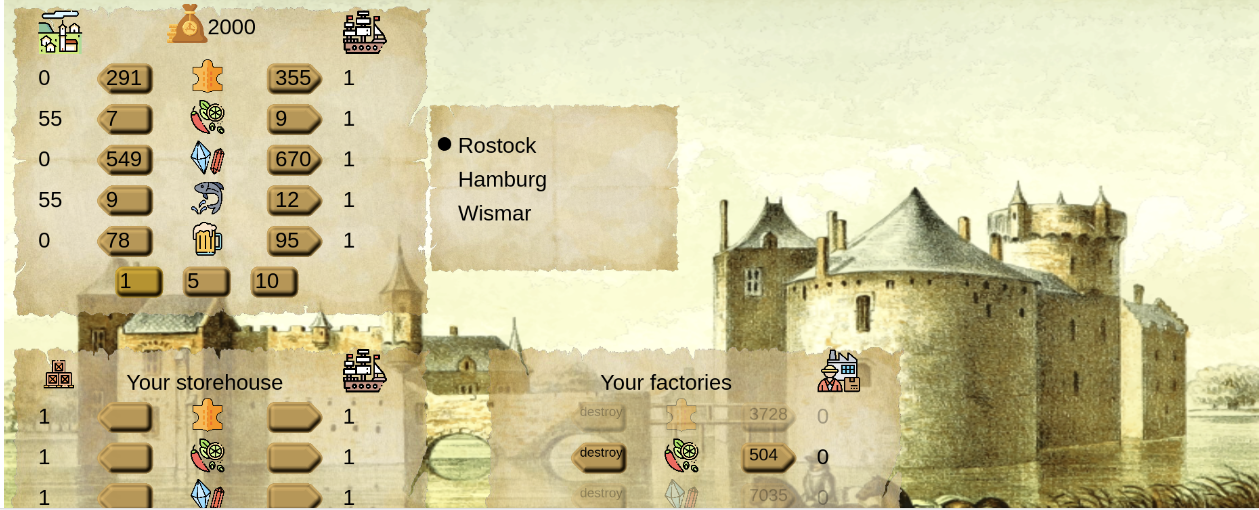 2000
0 291 355 1
55 7 9 1
0 549 670 1
55 9 12 1
0 78 95 1
1 5 10
Rostock
Hamburg
Wismar
Your storehouse
1 1
1 1
1 1
Your factories
destroy 3728 0
destroy 504 0
destroy 7035 0